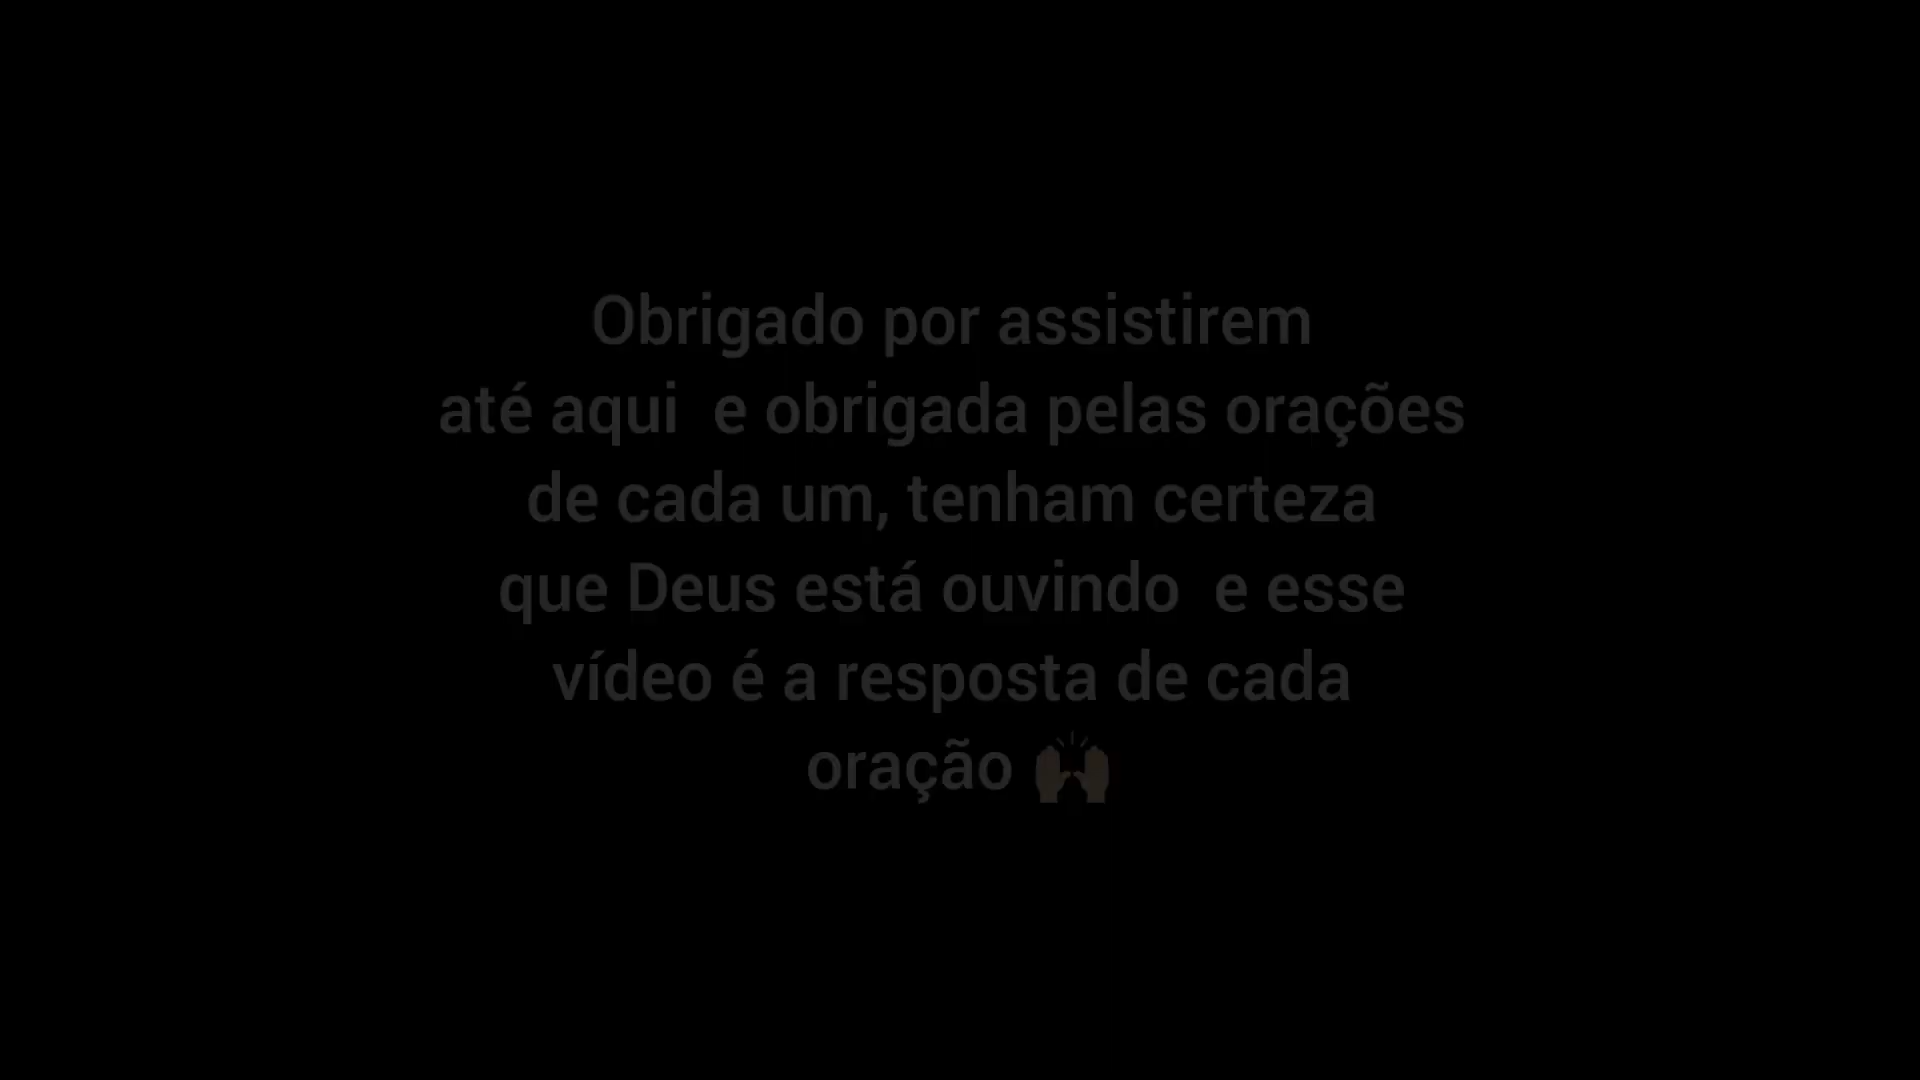 Obrigado por assistirem
até aqui  e obrigada pelas orações
de cada um, tenham certeza
que Deus está ouvindo  e esse
vídeo é a resposta de cada
oração 🙌